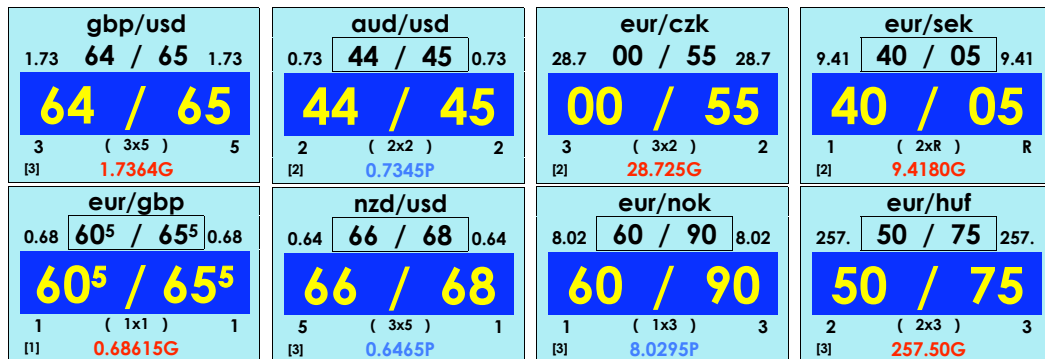 gbp/usd
1.73 64 / 65 1.73
64 / 65
3 ( 3x5 ) 5
[3] 1.7364G
aud/usd
0.73 44 / 45 0.73
44 / 45
2 ( 2x2 ) 2
[2] 0.7345P
eur/czk
28.7 00 / 55 28.7
00 / 55
3 ( 3x2 ) 2
[2] 28.725G
eur/sek
9.41 40 / 05 9.41
40 / 05
1 ( 2xR ) R
[2] 9.4180G
eur/gbp
0.68 60⁵ / 65⁵ 0.68
60⁵ / 65⁵
1 ( 1x1 ) 1
[1] 0.68615G
nzd/usd
0.64 66 / 68 0.64
66 / 68
5 ( 3x5 ) 1
[3] 0.6465P
eur/nok
8.02 60 / 90 8.02
60 / 90
1 ( 1x3 ) 3
[3] 8.0295P
eur/huf
257. 50 / 75 257.
50 / 75
2 ( 2x3 ) 3
[3] 257.50G